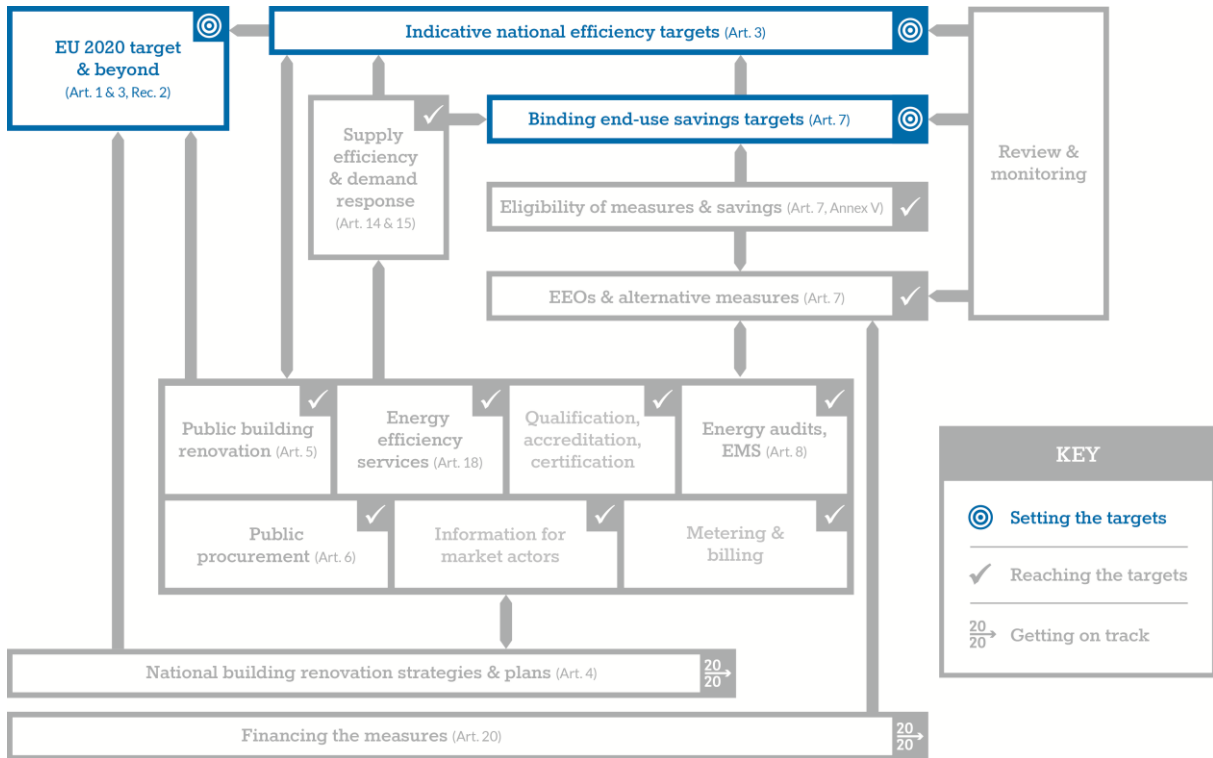 EU 2020 target
& beyond
(Art. 1 & 3, Rec. 2)
Indicative national efficiency targets (Art. 3)
Supply
efficiency
& demand
response
(Art. 14 & 15)
Binding end-use savings targets (Art. 7)
Review &
monitoring
Eligibility of measures & savings (Art. 7, Annex V)
EEOs & alternative measures (Art. 7)
Public building
renovation (Art. 5)
Energy
efficiency
services (Art. 18)
Qualification,
accreditation,
certification
Energy audits,
EMS (Art. 8)
Public
procurement (Art. 6)
Information for
market actors
Metering &
billing
National building renovation strategies & plans (Art. 4)
20
20
Financing the measures (Art. 20)
20
20
KEY
Setting the targets
Reaching the targets
20
20
Getting on track